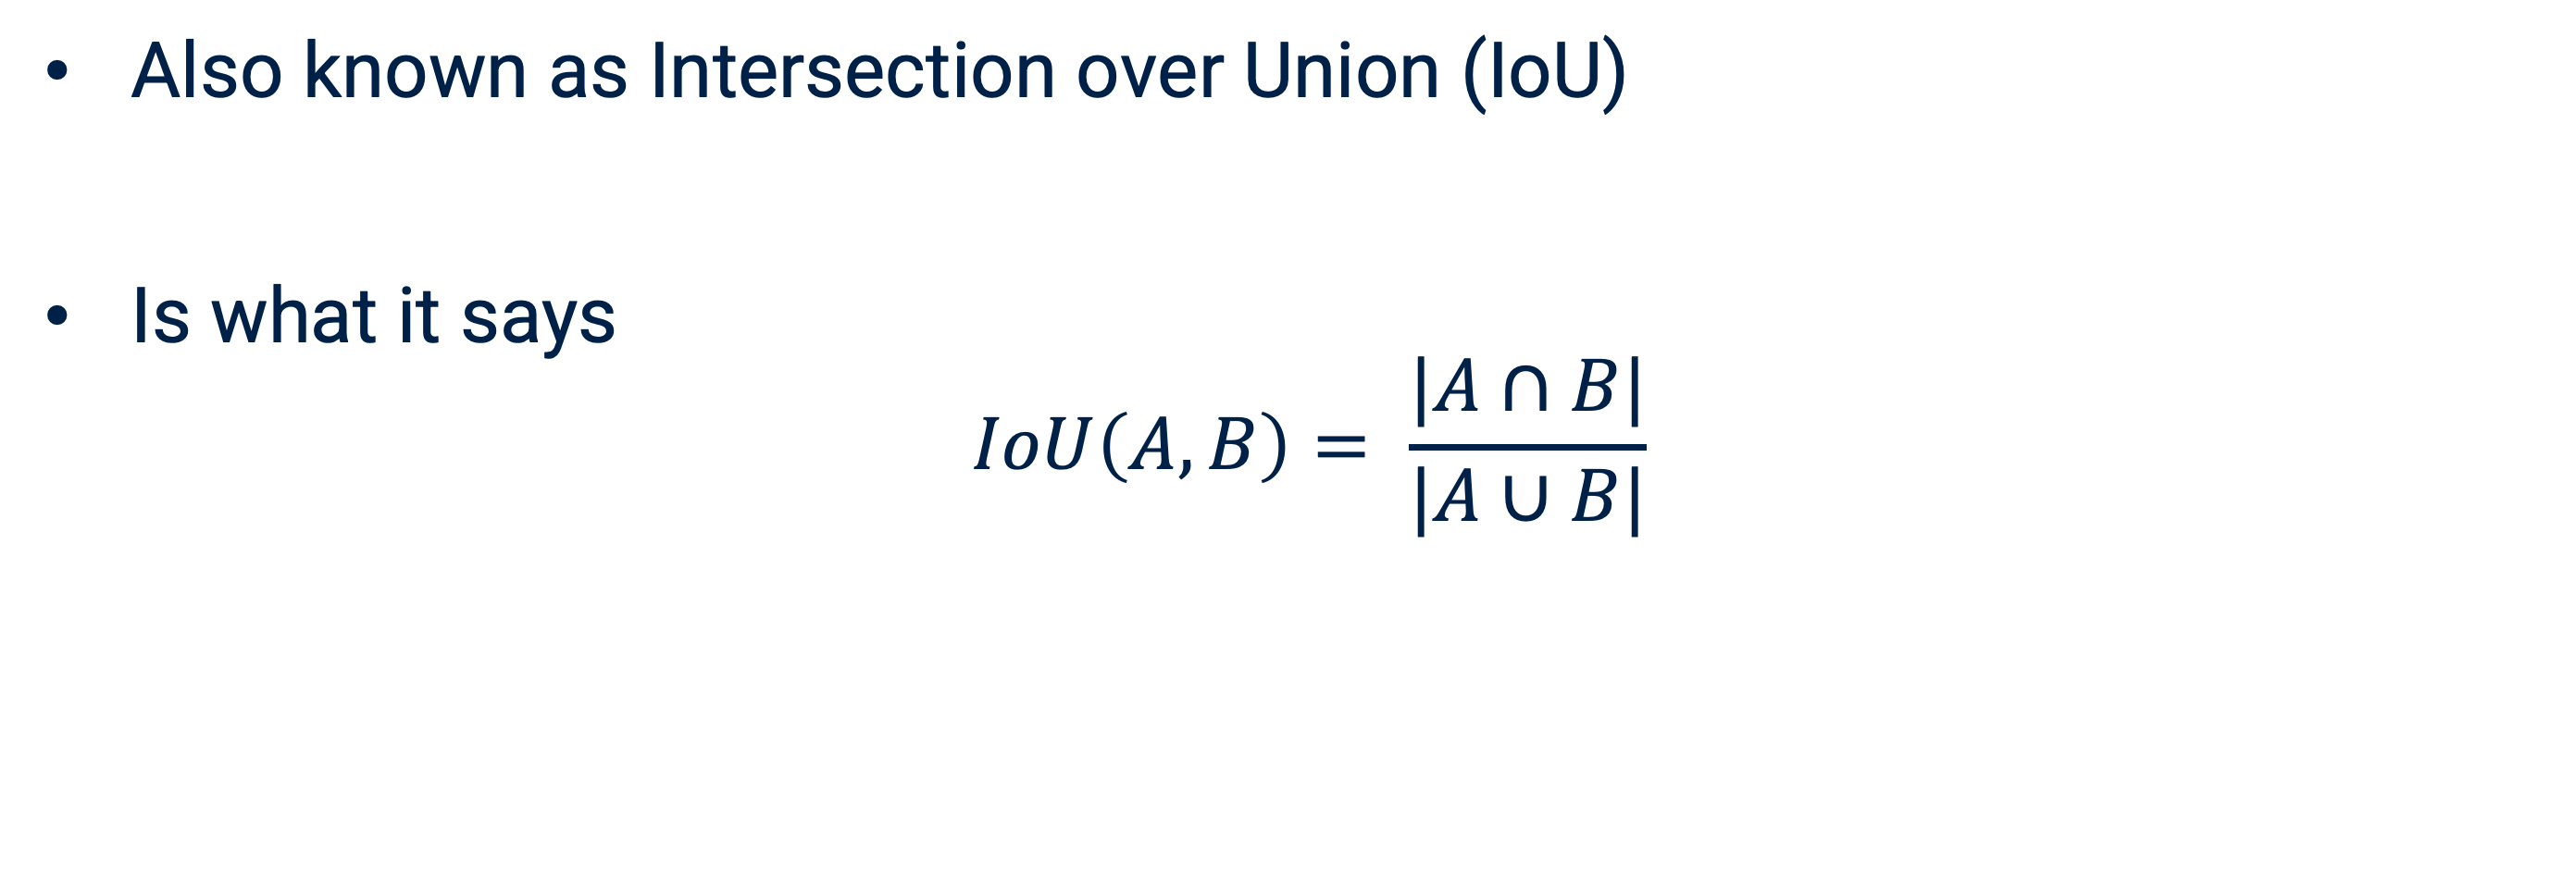 • Also known as Intersection over Union (IoU)
• Is what it says
IoU(A, B) = |A ∩ B| / |A ∪ B|